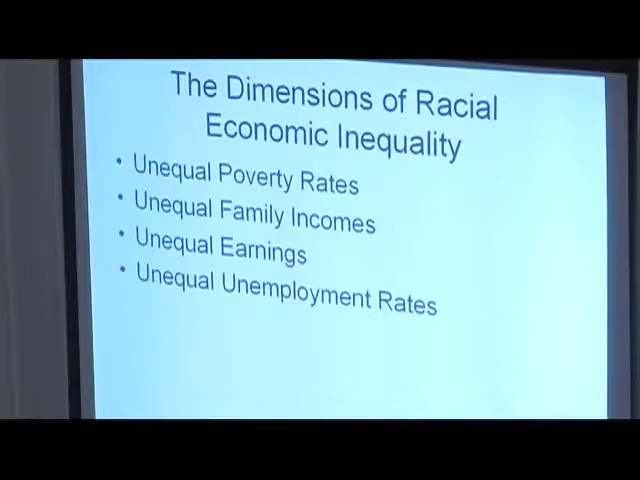 The Dimensions of Racial
Economic Inequality
• Unequal Poverty Rates
• Unequal Family Incomes
• Unequal Earnings
• Unequal Unemployment Rates